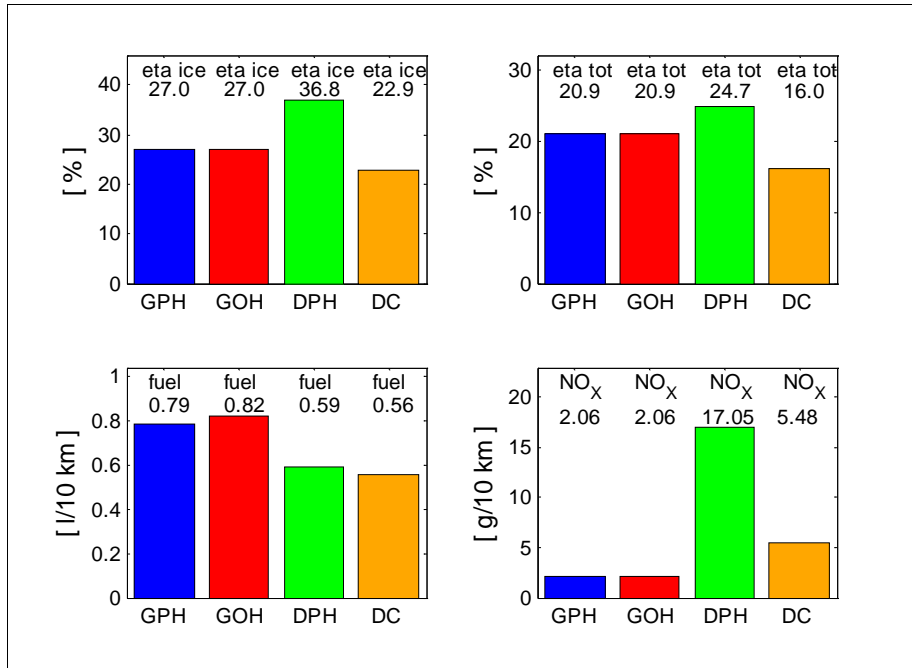 eta ice eta ice eta ice eta ice
27.0 27.0 36.8 22.9
40
30
20
10
0
[ % ]
GPH GOH DPH DC
eta tot eta tot eta tot eta tot
20.9 20.9 24.7 16.0
30
20
10
0
[ % ]
GPH GOH DPH DC
fuel fuel fuel fuel
0.79 0.82 0.59 0.56
1
0.8
0.6
0.4
0.2
0
[ l/10 km ]
GPH GOH DPH DC
NOX NOX NOX NOX
2.06 2.06 17.05 5.48
20
15
10
5
0
[ g/10 km ]
GPH GOH DPH DC